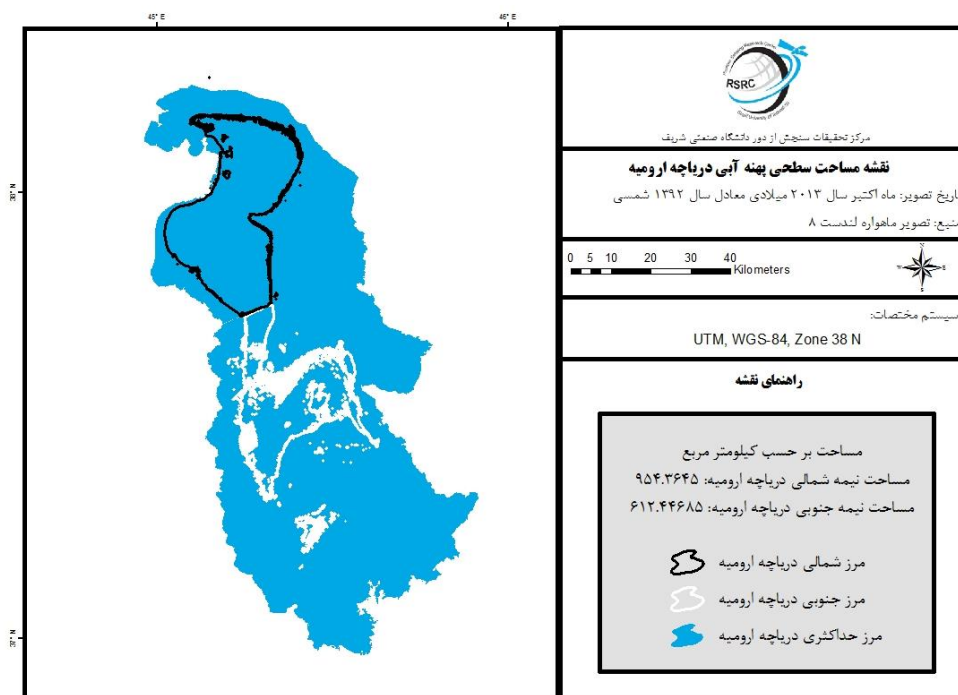 45° E
46° E
38° N
37° N
RSRC
مرکز تحقیقات سنجش از دور دانشگاه صنعتی شریف
نقشه مساحت سطحی پهنه آبی دریاچه ارومیه
تاریخ تصویر: ماه اکتبر سال ۲۰۱۳ میلادی معادل سال ۱۳۹۲ شمسی
منبع: تصویر ماهواره لندست ۸
0 5 10 20 30 40
Kilometers
سیستم مختصات:
UTM, WGS-84, Zone 38 N
راهنمای نقشه
مساحت بر حسب کیلومتر مربع
مساحت نیمه شمالی دریاچه ارومیه: ۹۵۴.۳۶۴۵
مساحت نیمه جنوبی دریاچه ارومیه: ۶۱۲.۴۴۶۸۵
مرز شمالی دریاچه ارومیه
مرز جنوبی دریاچه ارومیه
مرز حداکثری دریاچه ارومیه